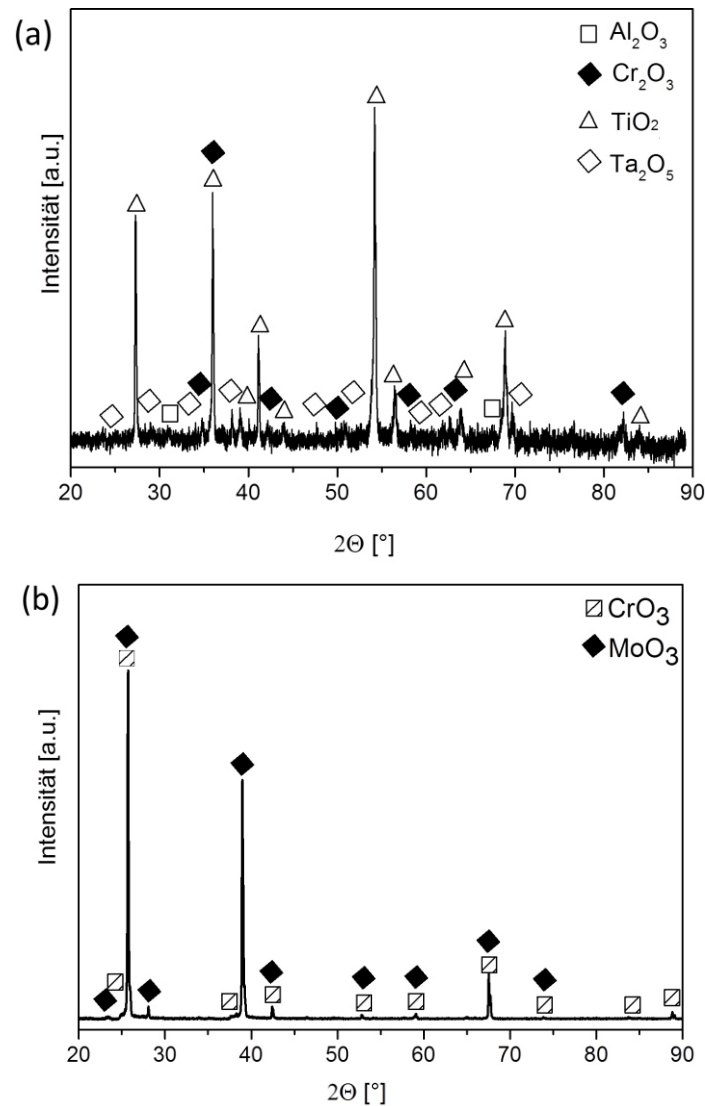 (a)
Al₂O₃
Cr₂O₃
TiO₂
Ta₂O₅
Intensität [a.u.]
20 30 40 50 60 70 80 90
2Θ [°]
(b)
CrO3
MoO3
Intensität [a.u.]
20 30 40 50 60 70 80 90
2Θ [°]